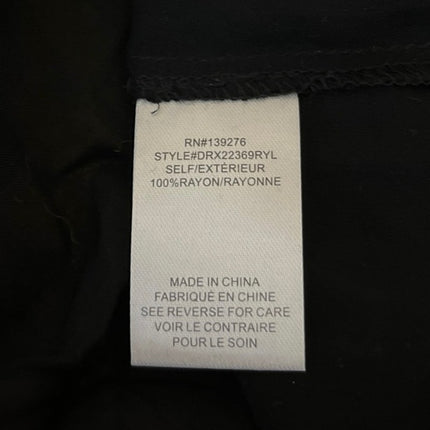 RN#139276
STYLE#DRX22369RYL
SELF/EXTÉRIEUR
100%RAYON/RAYONNE
MADE IN CHINA
FABRIQUÉ EN CHINE
SEE REVERSE FOR CARE
VOIR LE CONTRAIRE
POUR LE SOIN